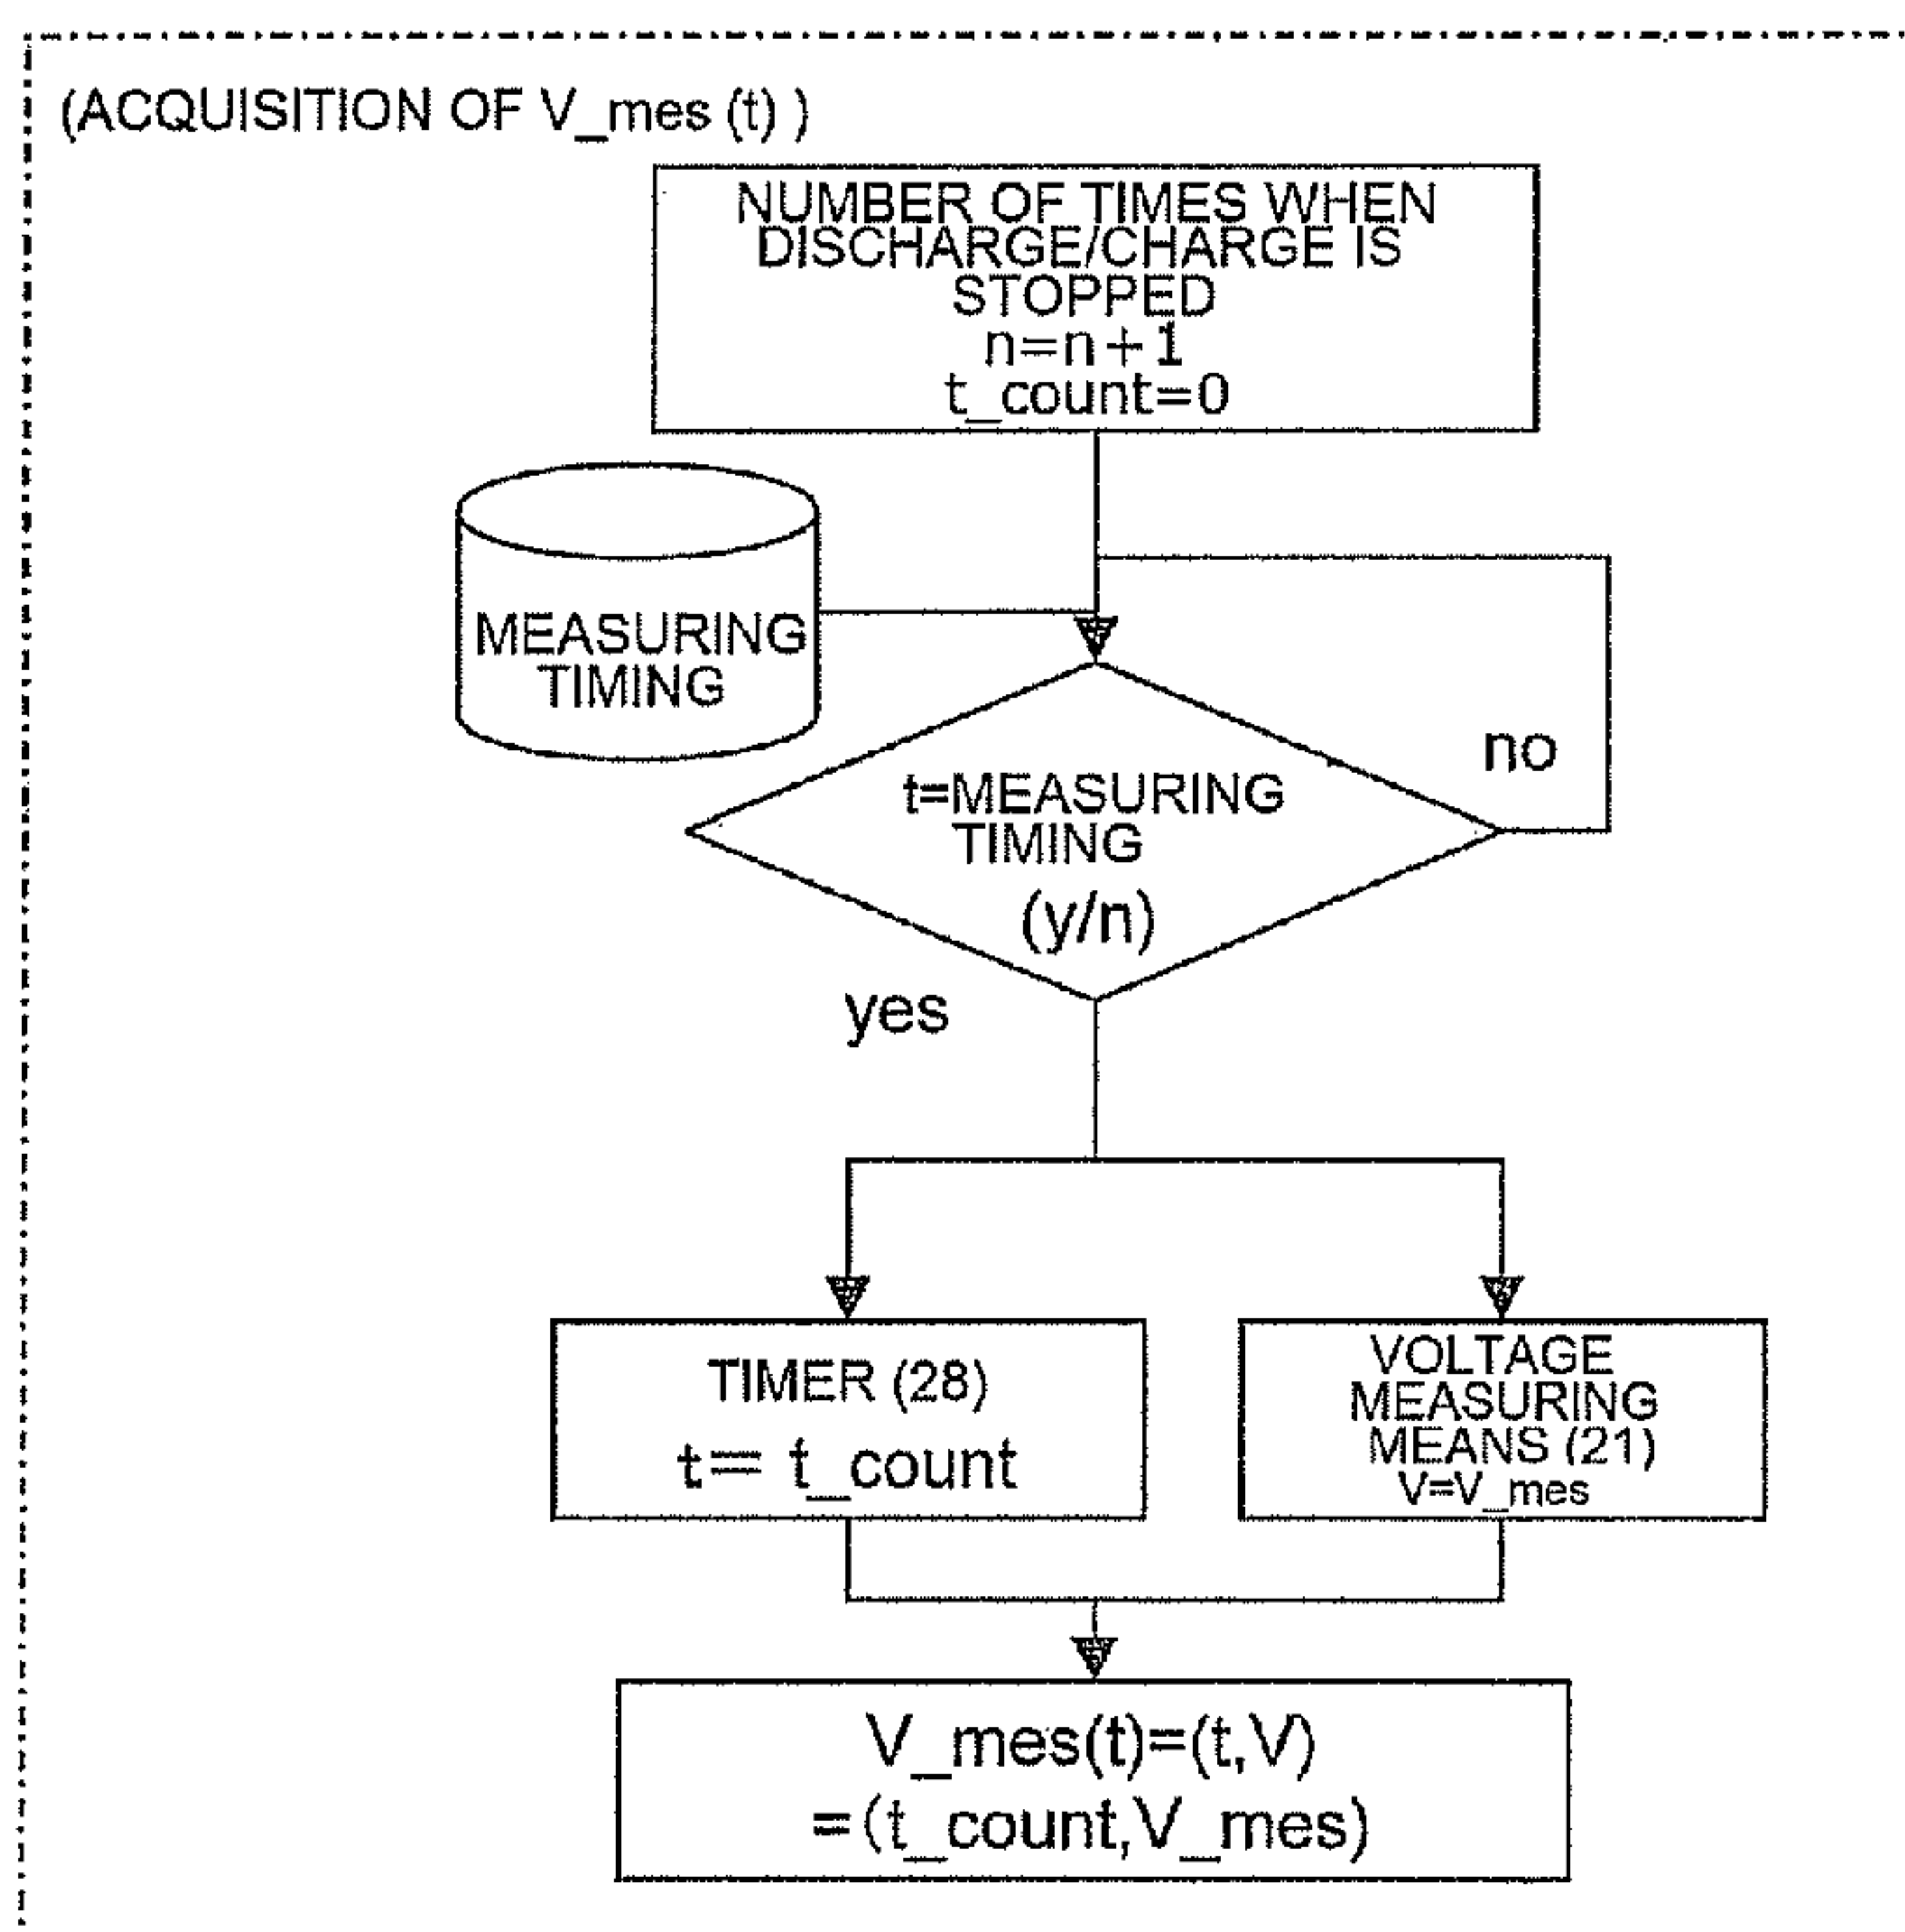 (ACQUISITION OF V_mes (t) )
NUMBER OF TIMES WHEN
DISCHARGE/CHARGE IS
STOPPED
n=n+1
t_count=0
MEASURING
TIMING
t=MEASURING
TIMING
(y/n)
no
yes
TIMER (28)
t= t_count
VOLTAGE
MEASURING
MEANS (21)
V=V_mes
V_mes(t)=(t,V)
=(t_count,V_mes)